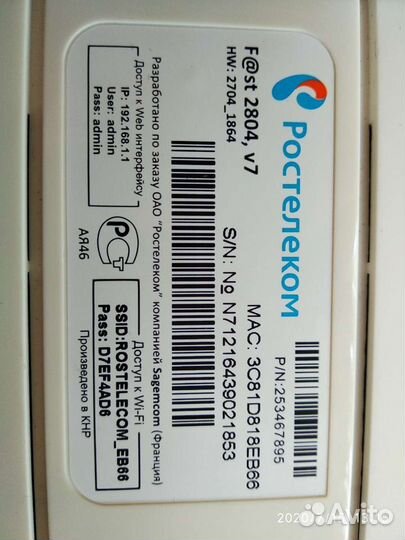 Ростелеком
F@st 2804, v7
HW: 2704_1864
P/N:253467895
MAC: 3C81D818EB66
S/N: № N71216439021853
Разработано по заказу ОАО "Ростелеком" компанией Sagemcom (Франция)
Доступ к Web интерфейсу
IP: 192.168.1.1
User: admin
Pass: admin
РСт
АЯ46
Доступ к Wi-Fi
SSID:ROSTELECOM_EB66
Pass: D7EF4AD6
Произведено в КНР
Avito